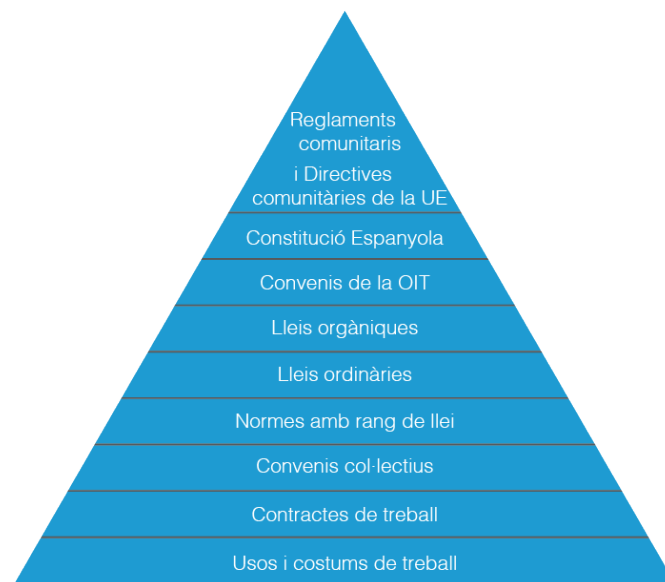 Reglaments
comunitaris
i Directives
comunitàries de la UE
Constitució Espanyola
Convenis de la OIT
Lleis orgàniques
Lleis ordinàries
Normes amb rang de llei
Convenis col·lectius
Contractes de treball
Usos i costums de treball